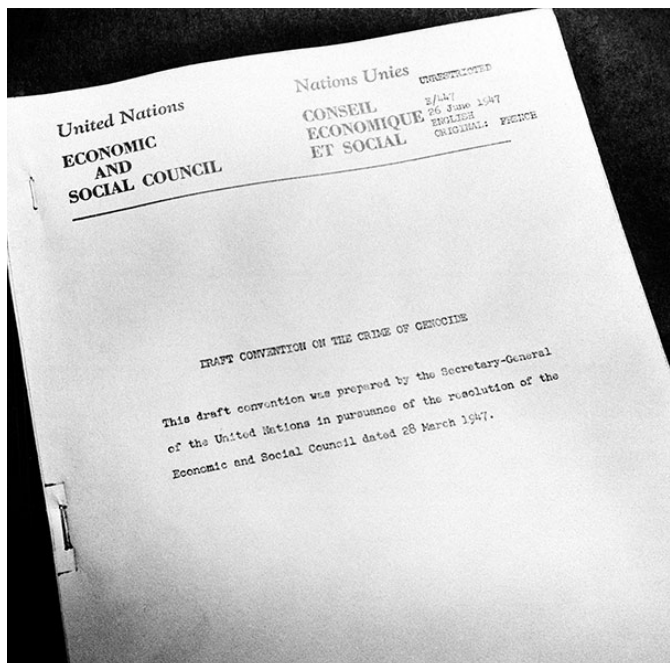 United Nations
ECONOMIC
AND
SOCIAL COUNCIL
Nations Unies
CONSEIL
ECONOMIQUE
ET SOCIAL
UNRESTRICTED
E/447
26 June 1947
ENGLISH
ORIGINAL: FRENCH
DRAFT CONVENTION ON THE CRIME OF GENOCIDE
This draft convention was prepared by the Secretary-General
of the United Nations in pursuance of the resolution of the
Economic and Social Council dated 28 March 1947.